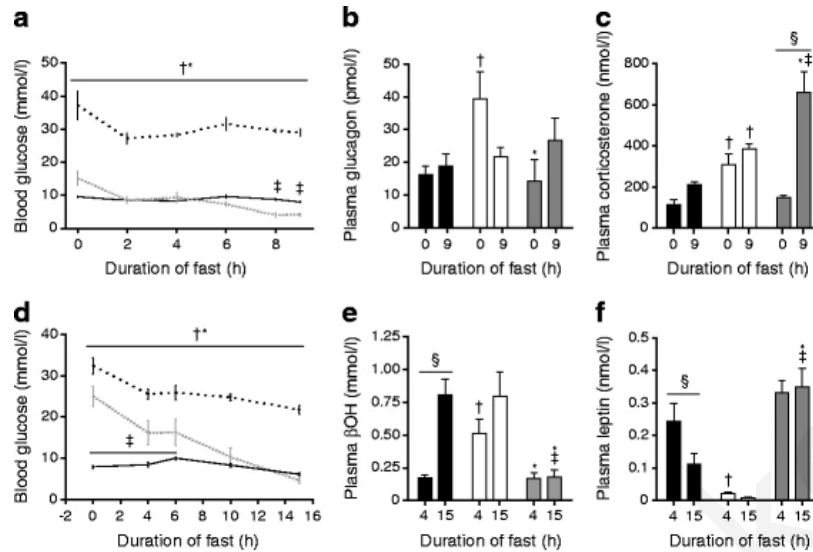 a
†*
Blood glucose (mmol/l)
50
40
30
20
10
0
‡ ‡
0 2 4 6 8
Duration of fast (h)
b
Plasma glucagon (pmol/l)
50
40
30
20
10
0
†
*
0 9 0 9 0 9
Duration of fast (h)
c
Plasma corticosterone (nmol/l)
800
600
400
200
0
§
*‡
† †
0 9 0 9 0 9
Duration of fast (h)
d
†*
Blood glucose (mmol/l)
40
30
20
10
0
‡
-2 0 2 4 6 8 10 12 14 16
Duration of fast (h)
e
Plasma βOH (mmol/l)
1.25
1.00
0.75
0.50
0.25
0
§
†
*
*
‡
4 15 4 15 4 15
Duration of fast (h)
f
Plasma leptin (nmol/l)
0.5
0.4
0.3
0.2
0.1
0
§
†
*
‡
4 15 4 15 4 15
Duration of fast (h)